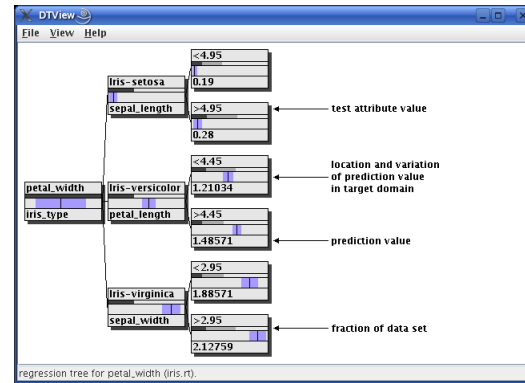 DTView
File View Help
petal_width
iris_type
Iris-setosa
sepal_length
<4.95
0.19
>4.95
0.28
Iris-versicolor
petal_length
<4.45
1.21034
>4.45
1.48571
Iris-virginica
sepal_width
<2.95
1.88571
>2.95
2.12759
test attribute value
location and variation
of prediction value
in target domain
prediction value
fraction of data set
regression tree for petal_width (iris.rt).